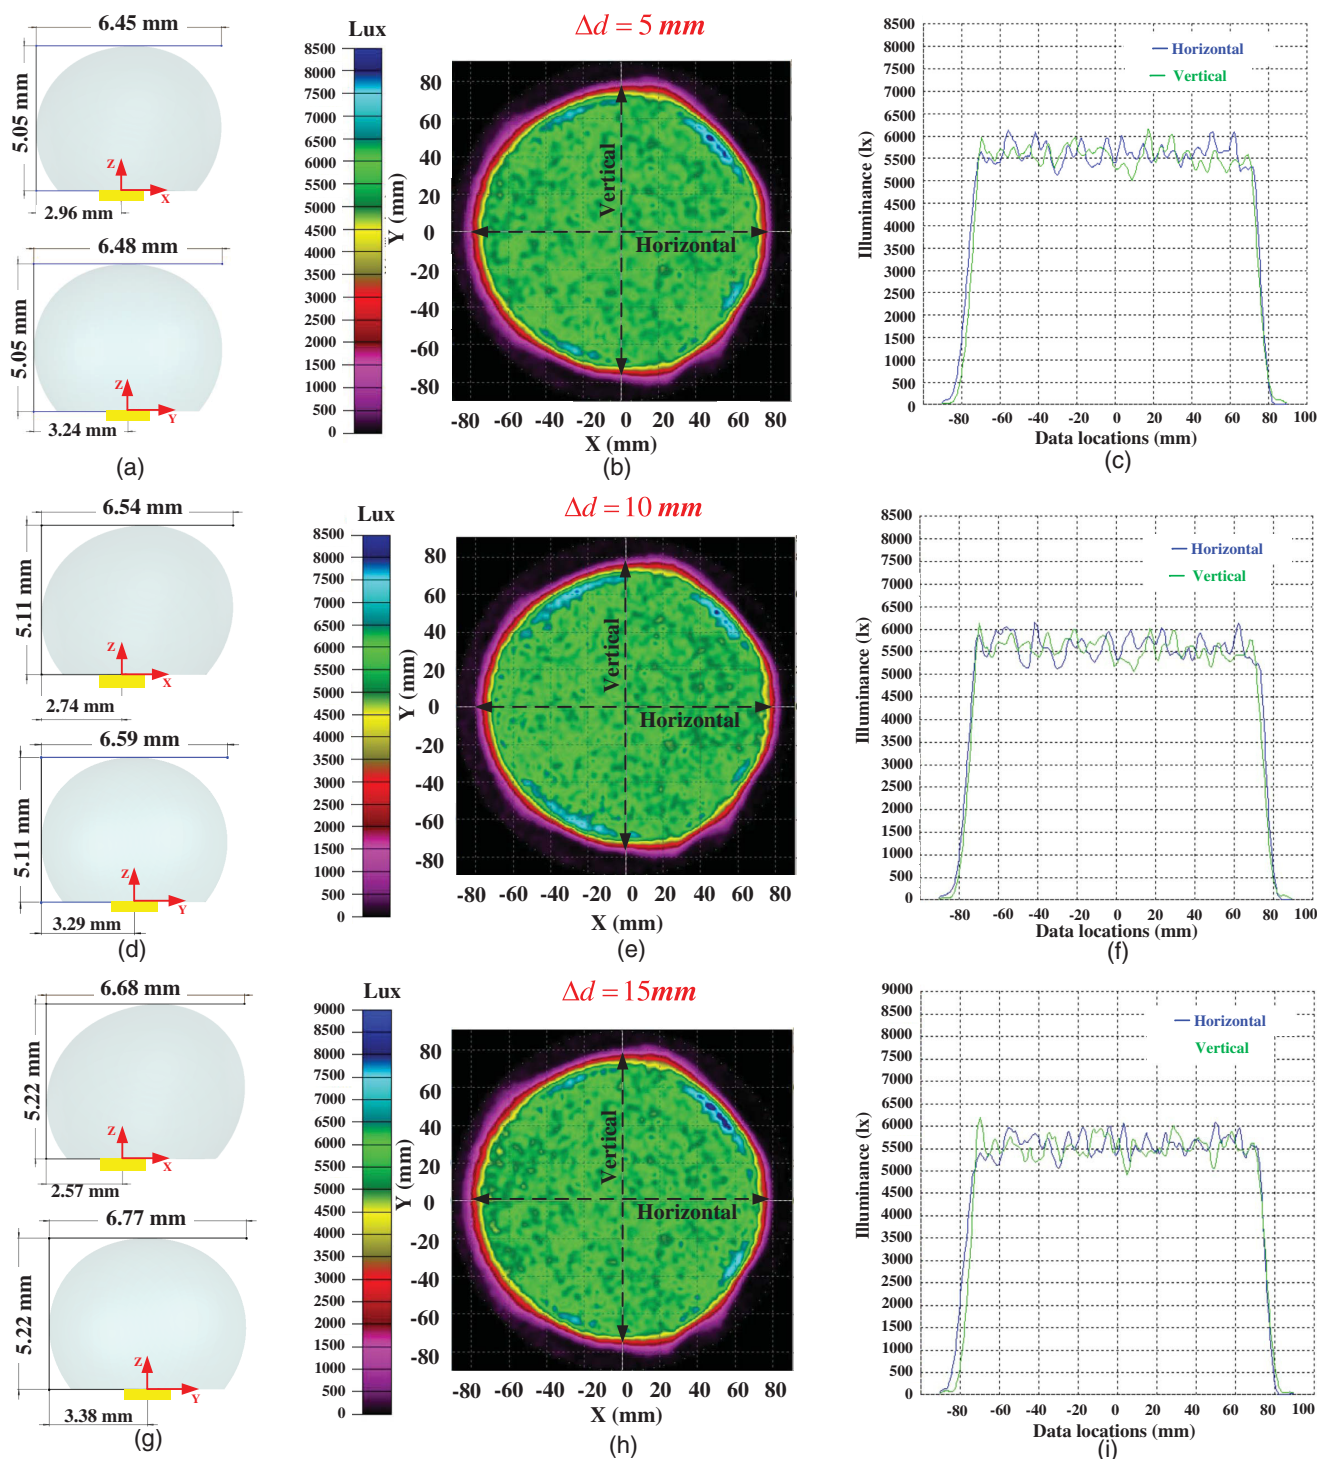 6.45 mm
5.05 mm
Z
X
2.96 mm
6.48 mm
5.05 mm
Z
Y
3.24 mm
(a)
Lux
8500
8000
7500
7000
6500
6000
5500
5000
4500
4000
3500
3000
2500
2000
1500
1000
500
0
Δd = 5 mm
80
60
40
20
0
-20
-40
-60
-80
Y (mm)
Vertical
Horizontal
-80 -60 -40 -20 0 20 40 60 80
X (mm)
(b)
8500
8000
7500
7000
6500
6000
5500
5000
4500
4000
3500
3000
2500
2000
1500
1000
500
0
Illuminance (lx)
Horizontal
Vertical
-80 -60 -40 -20 0 20 40 60 80 100
Data locations (mm)
(c)
6.54 mm
5.11 mm
Z
X
2.74 mm
6.59 mm
5.11 mm
Z
Y
3.29 mm
(d)
Lux
8500
8000
7500
7000
6500
6000
5500
5000
4500
4000
3500
3000
2500
2000
1500
1000
500
0
Δd = 10 mm
80
60
40
20
0
-20
-40
-60
-80
Y (mm)
Vertical
Horizontal
-80 -60 -40 -20 0 20 40 60 80
X (mm)
(e)
8500
8000
7500
7000
6500
6000
5500
5000
4500
4000
3500
3000
2500
2000
1500
1000
500
0
Illuminance (lx)
Horizontal
Vertical
-80 -60 -40 -20 0 20 40 60 80 100
Data locations (mm)
(f)
6.68 mm
5.22 mm
Z
X
2.57 mm
6.77 mm
5.22 mm
Z
Y
3.38 mm
(g)
Lux
9000
8500
8000
7500
7000
6500
6000
5500
5000
4500
4000
3500
3000
2500
2000
1500
1000
500
0
Δd = 15mm
80
60
40
20
0
-20
-40
-60
-80
Y (mm)
Vertical
Horizontal
-80 -60 -40 -20 0 20 40 60 80
X (mm)
(h)
9000
8500
8000
7500
7000
6500
6000
5500
5000
4500
4000
3500
3000
2500
2000
1500
1000
500
0
Illuminance (lx)
Horizontal
Vertical
-80 -60 -40 -20 0 20 40 60 80 100
Data locations (mm)
(i)